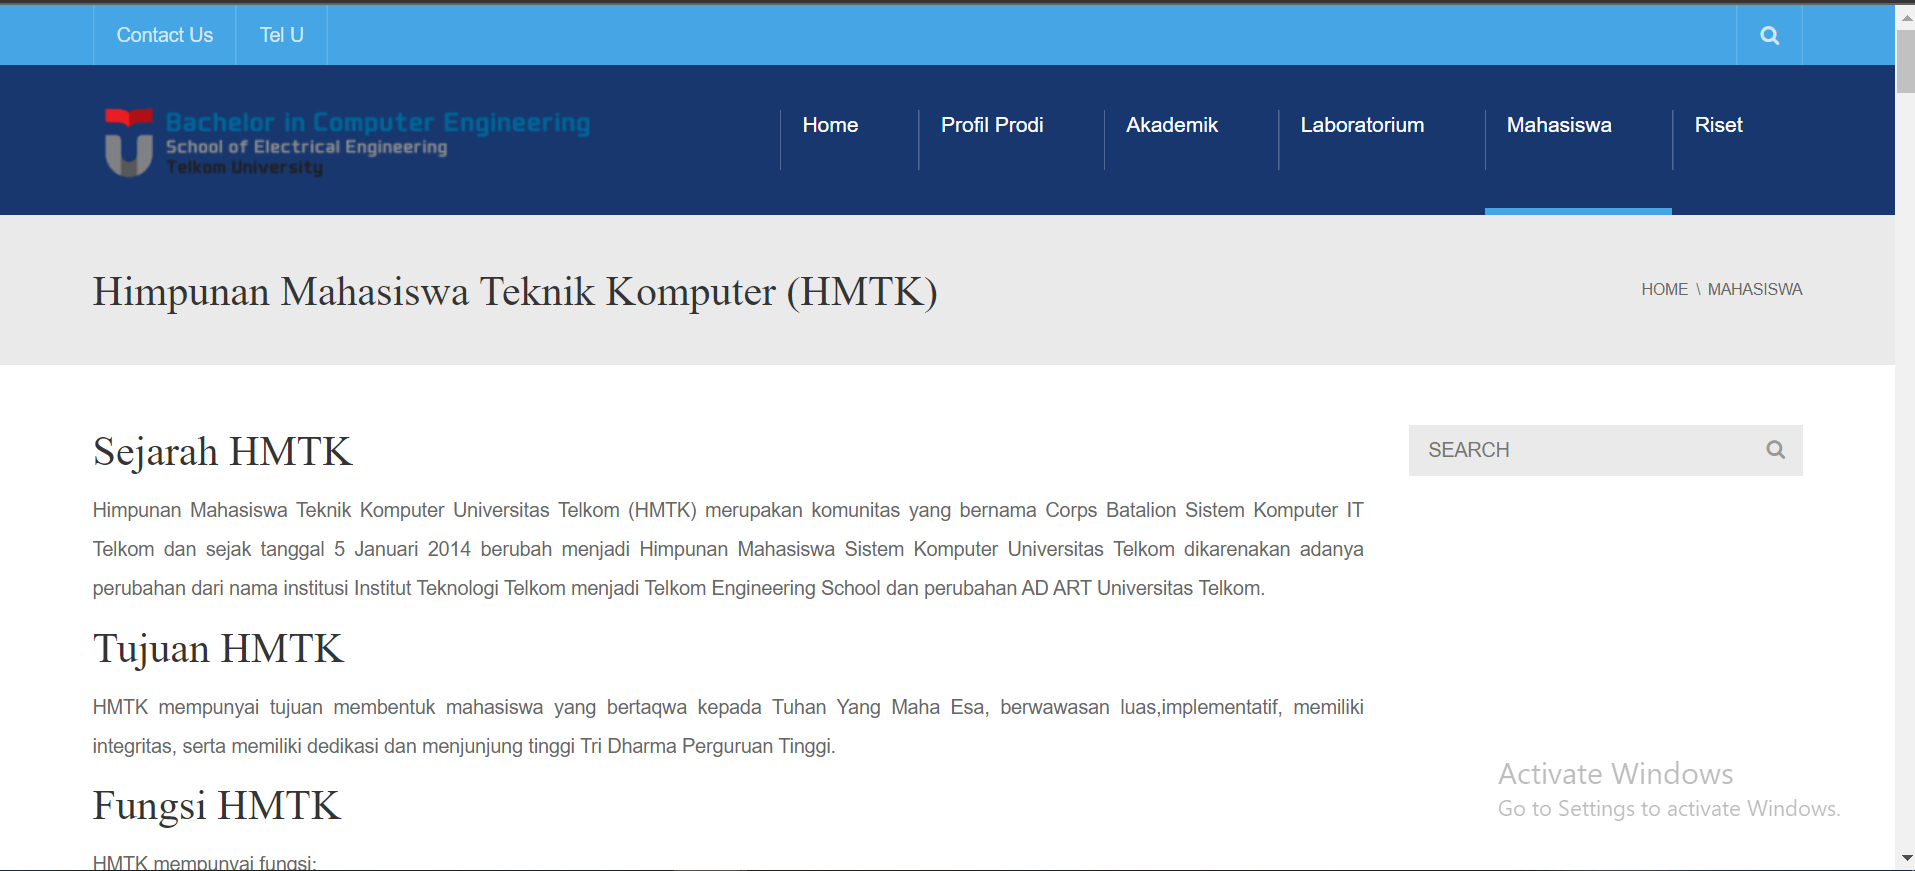 Contact Us
Tel U
Bachelor in Computer Engineering
School of Electrical Engineering
Telkom University
Home
Profil Prodi
Akademik
Laboratorium
Mahasiswa
Riset
Himpunan Mahasiswa Teknik Komputer (HMTK)
HOME \ MAHASISWA
Sejarah HMTK
SEARCH
Himpunan Mahasiswa Teknik Komputer Universitas Telkom (HMTK) merupakan komunitas yang bernama Corps Batalion Sistem Komputer IT
Telkom dan sejak tanggal 5 Januari 2014 berubah menjadi Himpunan Mahasiswa Sistem Komputer Universitas Telkom dikarenakan adanya
perubahan dari nama institusi Institut Teknologi Telkom menjadi Telkom Engineering School dan perubahan AD ART Universitas Telkom.
Tujuan HMTK
HMTK mempunyai tujuan membentuk mahasiswa yang bertaqwa kepada Tuhan Yang Maha Esa, berwawasan luas,implementatif, memiliki
integritas, serta memiliki dedikasi dan menjunjung tinggi Tri Dharma Perguruan Tinggi.
Fungsi HMTK
HMTK mempunyai fungsi:
Activate Windows
Go to Settings to activate Windows.